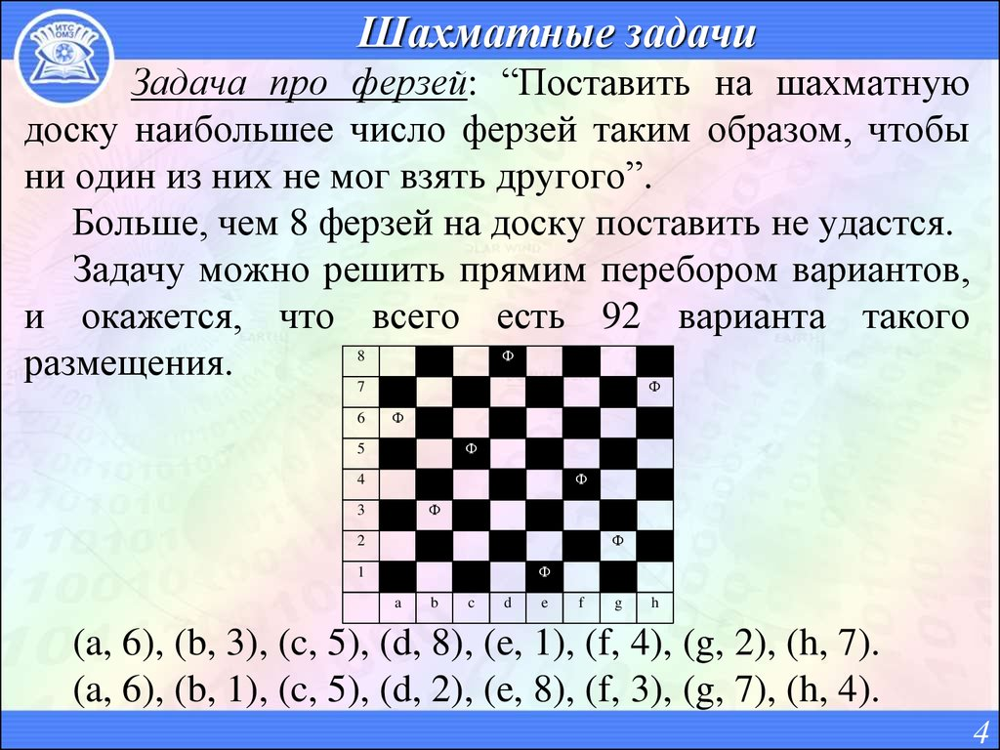 ИТС
ОМЗ
Шахматные задачи
Задача про ферзей: “Поставить на шахматную
доску наибольшее число ферзей таким образом, чтобы
ни один из них не мог взять другого”.
Больше, чем 8 ферзей на доску поставить не удастся.
Задачу можно решить прямим перебором вариантов,
и окажется, что всего есть 92 варианта такого
размещения.
8 Ф
7 Ф
6 Ф
5 Ф
4 Ф
3 Ф
2 Ф
1 Ф
a b c d e f g h
(a, 6), (b, 3), (c, 5), (d, 8), (e, 1), (f, 4), (g, 2), (h, 7).
(a, 6), (b, 1), (c, 5), (d, 2), (e, 8), (f, 3), (g, 7), (h, 4).
4